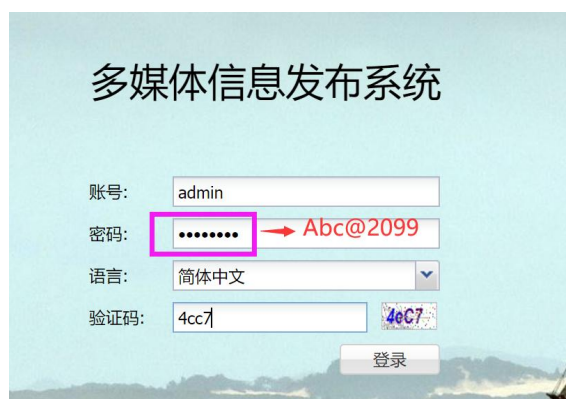 多媒体信息发布系统
账号: admin
密码: •••••••• Abc@2099
语言: 简体中文
验证码: 4cc7 4cC7
登录